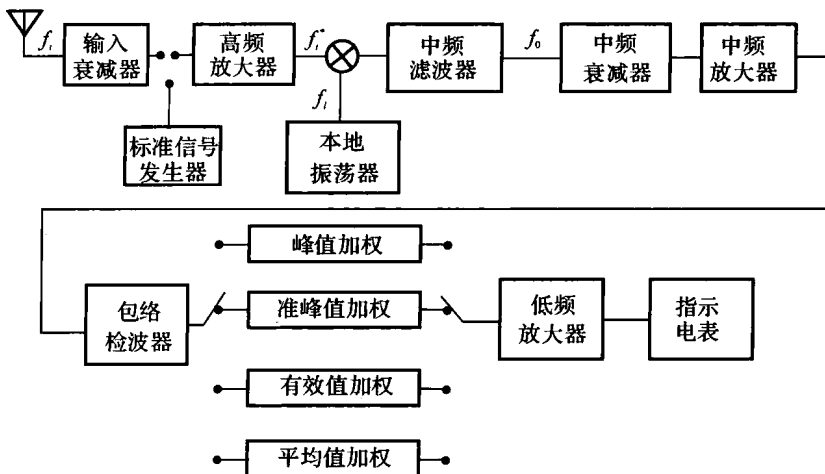 fᵢ
输入
衰减器
高频
放大器
fᵢ*
中频
滤波器
f₀
中频
衰减器
中频
放大器
标准信号
发生器
fₗ
本地
振荡器
峰值加权
包络
检波器
准峰值加权
低频
放大器
指示
电表
有效值加权
平均值加权